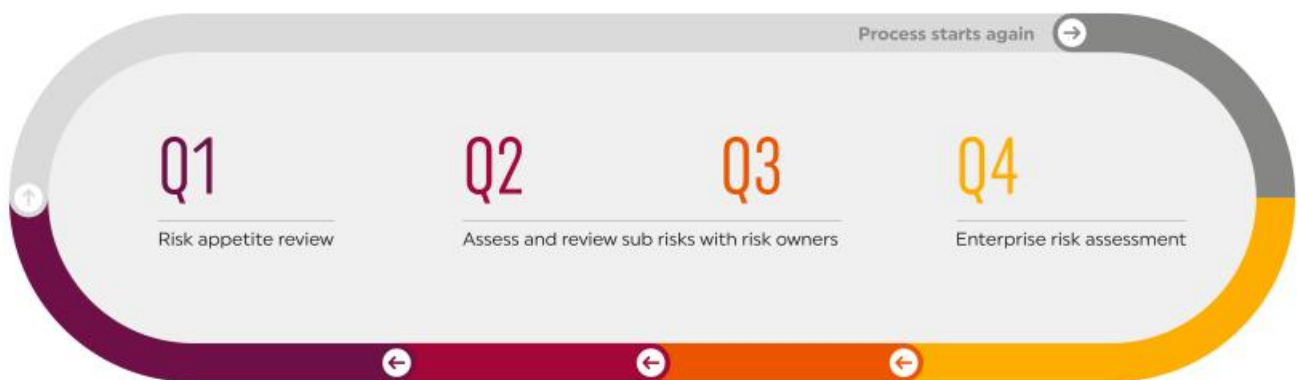 Process starts again
Q1
Risk appetite review
Q2 Q3
Assess and review sub risks with risk owners
Q4
Enterprise risk assessment